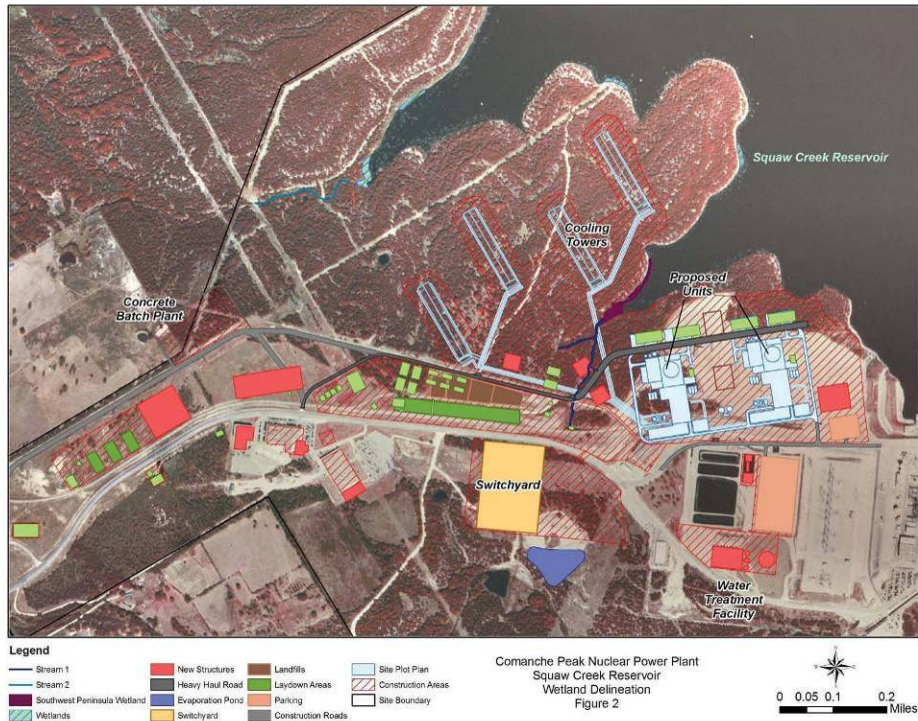 Squaw Creek Reservoir
Cooling
Towers
Proposed
Units
Concrete
Batch Plant
Switchyard
Water
Treatment
Facility
Legend
Stream 1
Stream 2
Southwest Peninsula Wetland
Wetlands
New Structures
Heavy Haul Road
Evaporation Pond
Switchyard
Landfills
Laydown Areas
Parking
Construction Roads
Site Plot Plan
Construction Areas
Site Boundary
Comanche Peak Nuclear Power Plant
Squaw Creek Reservoir
Wetland Delineation
Figure 2
N
0 0.05 0.1 0.2
Miles